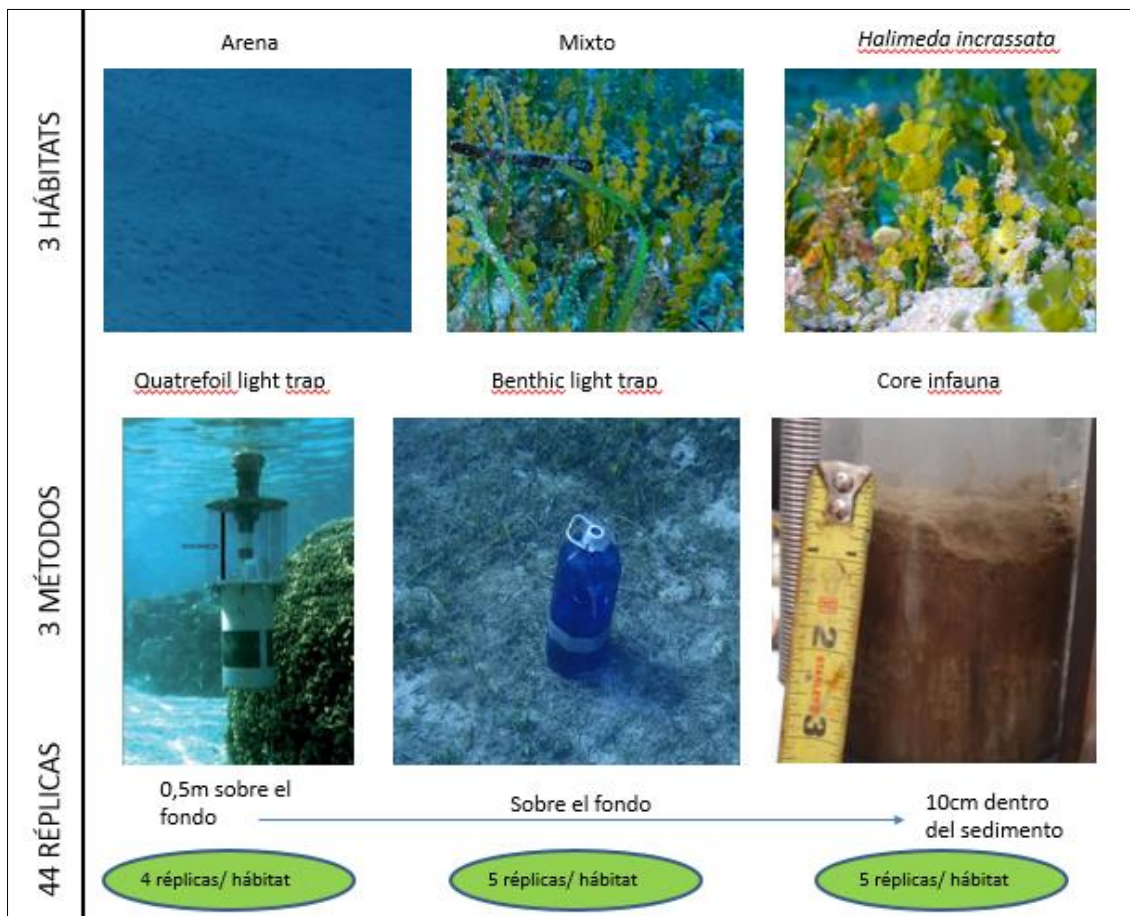 3 HÁBITATS
Arena
Mixto
Halimeda incrassata
3 MÉTODOS
Quatrefoil light trap
Benthic light trap
Core infauna
2
3
44 RÉPLICAS
0,5m sobre el
fondo
Sobre el fondo
10cm dentro
del sedimento
4 réplicas/ hábitat
5 réplicas/ hábitat
5 réplicas/ hábitat